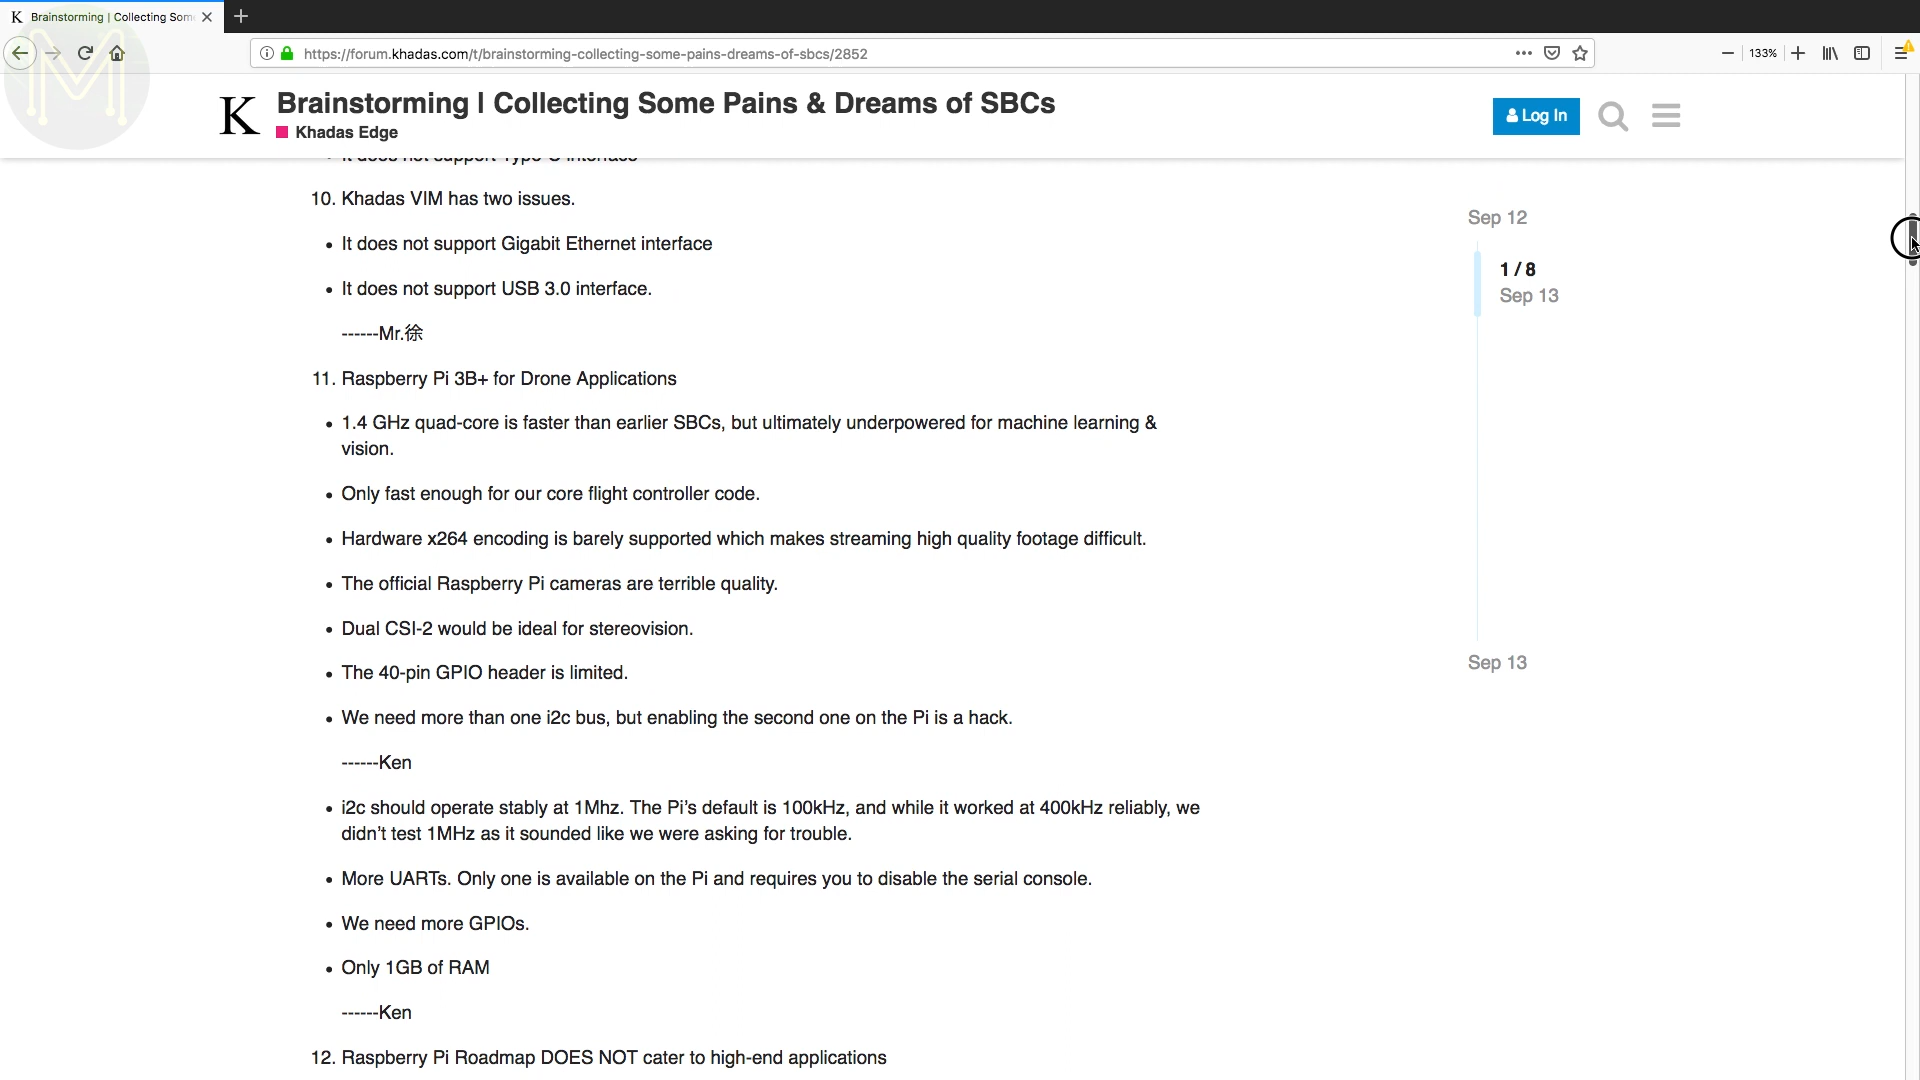 K Brainstorming | Collecting Som
https://forum.khadas.com/t/brainstorming-collecting-some-pains-dreams-of-sbcs/2852
133%
K
Brainstorming | Collecting Some Pains & Dreams of SBCs
Khadas Edge
Log In
• It does not support Type-C interface
10. Khadas VIM has two issues.
• It does not support Gigabit Ethernet interface
• It does not support USB 3.0 interface.
------Mr.徐
11. Raspberry Pi 3B+ for Drone Applications
• 1.4 GHz quad-core is faster than earlier SBCs, but ultimately underpowered for machine learning &
vision.
• Only fast enough for our core flight controller code.
• Hardware x264 encoding is barely supported which makes streaming high quality footage difficult.
• The official Raspberry Pi cameras are terrible quality.
• Dual CSI-2 would be ideal for stereovision.
• The 40-pin GPIO header is limited.
• We need more than one i2c bus, but enabling the second one on the Pi is a hack.
------Ken
• i2c should operate stably at 1Mhz. The Pi’s default is 100kHz, and while it worked at 400kHz reliably, we
didn’t test 1MHz as it sounded like we were asking for trouble.
• More UARTs. Only one is available on the Pi and requires you to disable the serial console.
• We need more GPIOs.
• Only 1GB of RAM
------Ken
12. Raspberry Pi Roadmap DOES NOT cater to high-end applications
Sep 12
1 / 8
Sep 13
Sep 13